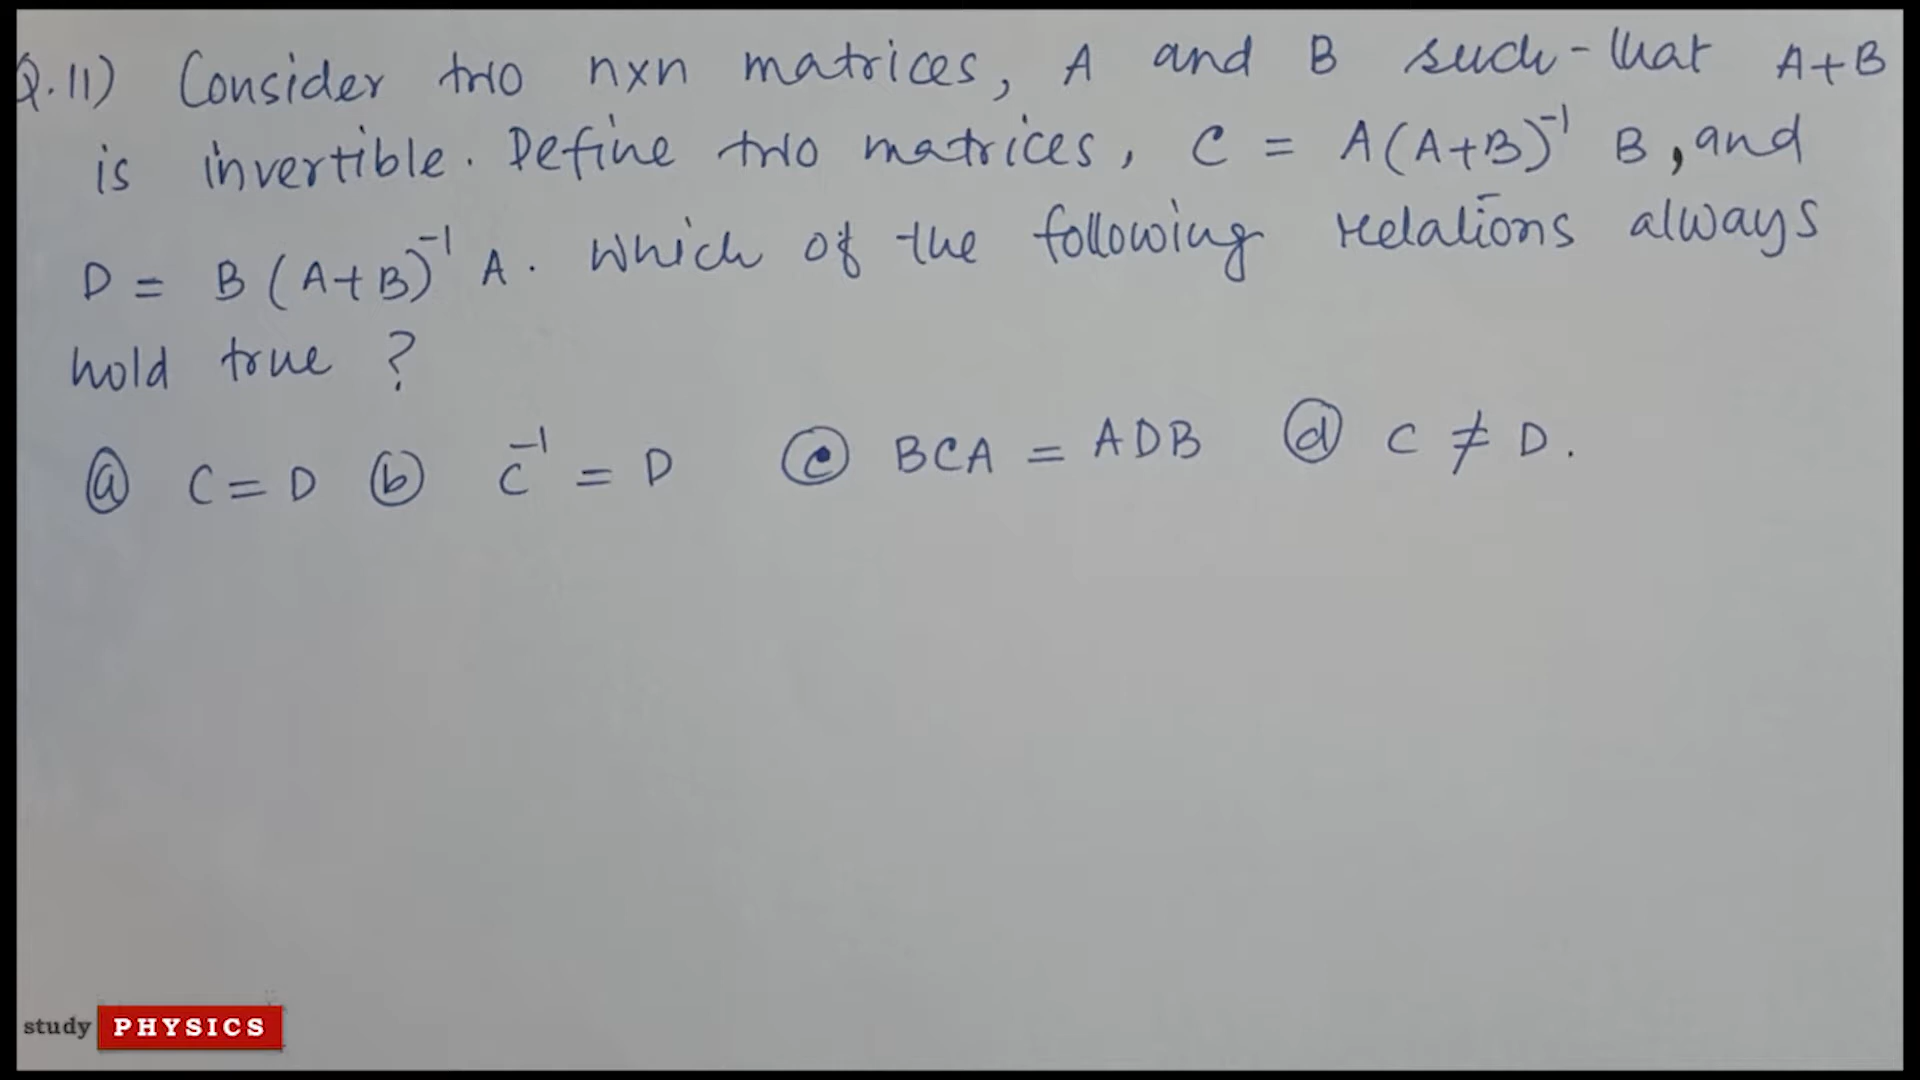 Q.11) Consider two nxn matrices, A and B such-that A+B
is invertible. Define two matrices, C = A(A+B)⁻¹ B, and
D = B(A+B)⁻¹ A. Which of the following relations always
hold true ?
ⓐ C = D ⓑ C⁻¹ = D ⓒ BCA = ADB ⓓ C ≠ D.
study PHYSICS